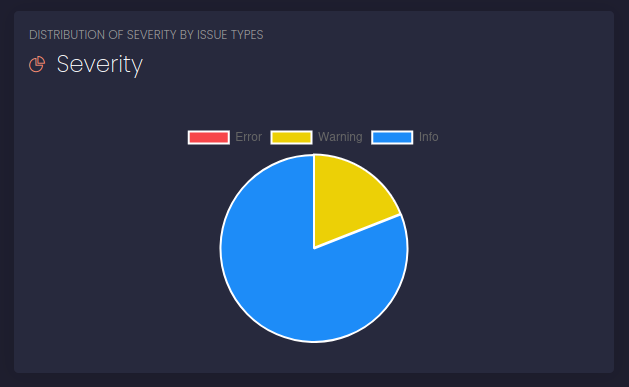 DISTRIBUTION OF SEVERITY BY ISSUE TYPES
Severity
Error Warning Info